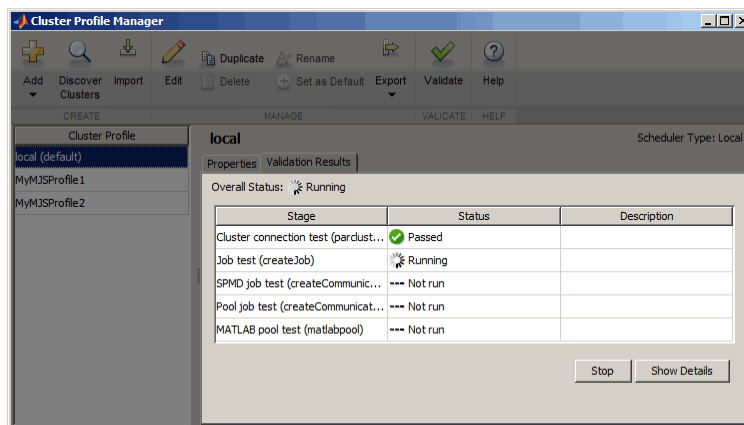 Cluster Profile Manager
Add
Discover
Clusters
Import
Edit
Duplicate
Delete
Rename
Set as Default
Export
Validate
Help
CREATE
MANAGE
VALIDATE
HELP
Cluster Profile
local (default)
MyMJSProfile1
MyMJSProfile2
local
Scheduler Type: Local
Properties
Validation Results
Overall Status: Running
Stage Status Description
Cluster connection test (parclust... Passed
Job test (createJob) Running
SPMD job test (createCommunic... --- Not run
Pool job test (createCommunicat... --- Not run
MATLAB pool test (matlabpool) --- Not run
Stop
Show Details